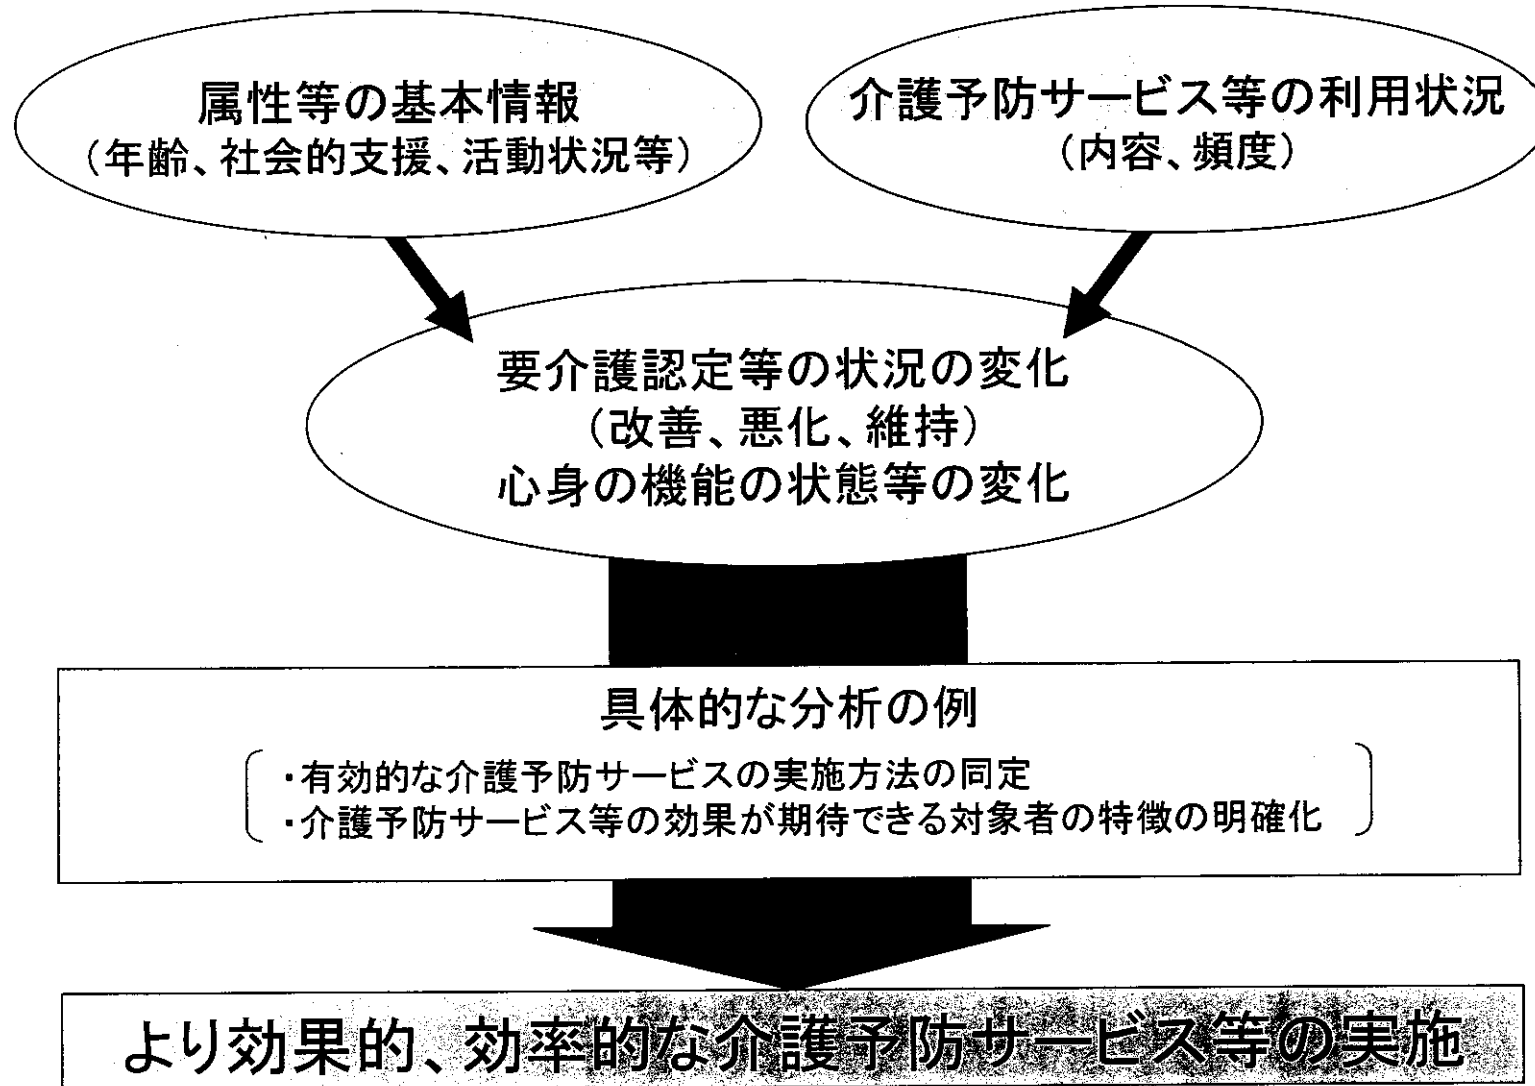 属性等の基本情報
（年齢、社会的支援、活動状況等）
介護予防サービス等の利用状況
（内容、頻度）
要介護認定等の状況の変化
（改善、悪化、維持）
心身の機能の状態等の変化
具体的な分析の例
・有効的な介護予防サービスの実施方法の同定
・介護予防サービス等の効果が期待できる対象者の特徴の明確化
より効果的、効率的な介護予防サービス等の実施